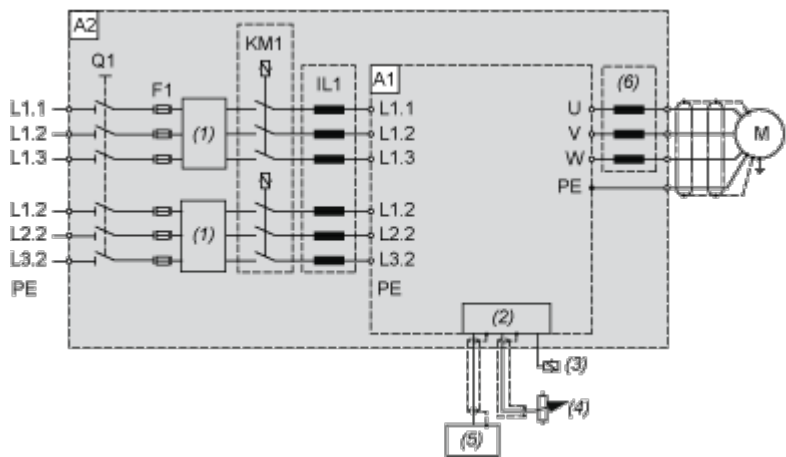 A2
Q1
KM1
F1
IL1
A1
(6)
L1.1
L1.1
U
L1.2
(1)
L1.2
V
M
L1.3
L1.3
W
PE
L1.2
L1.2
L2.2
(1)
L2.2
L3.2
L3.2
PE
PE
(2)
(3)
(4)
(5)